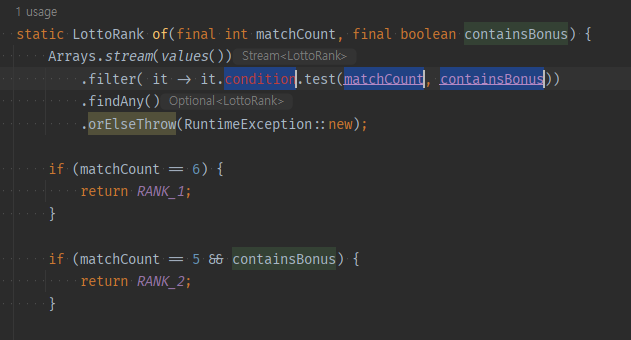 1 usage
static LottoRank of(final int matchCount, final boolean containsBonus) {
Arrays.stream(values()) Stream<LottoRank>
.filter( it -> it.condition.test(matchCount, containsBonus))
.findAny() Optional<LottoRank>
.orElseThrow(RuntimeException::new);
if (matchCount == 6) {
return RANK_1;
}
if (matchCount == 5 && containsBonus) {
return RANK_2;
}